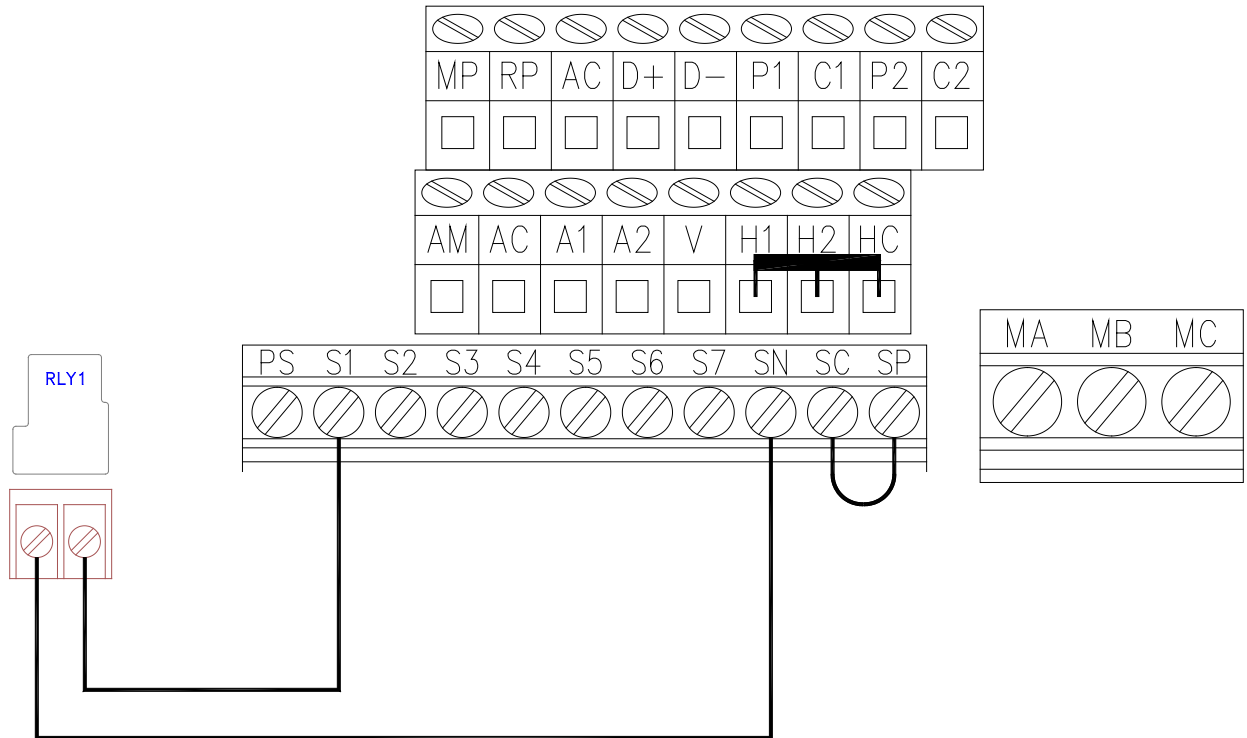 MP RP AC D+ D- P1 C1 P2 C2
AM AC A1 A2 V H1 H2 HC
MA MB MC
PS S1 S2 S3 S4 S5 S6 S7 SN SC SP
RLY1